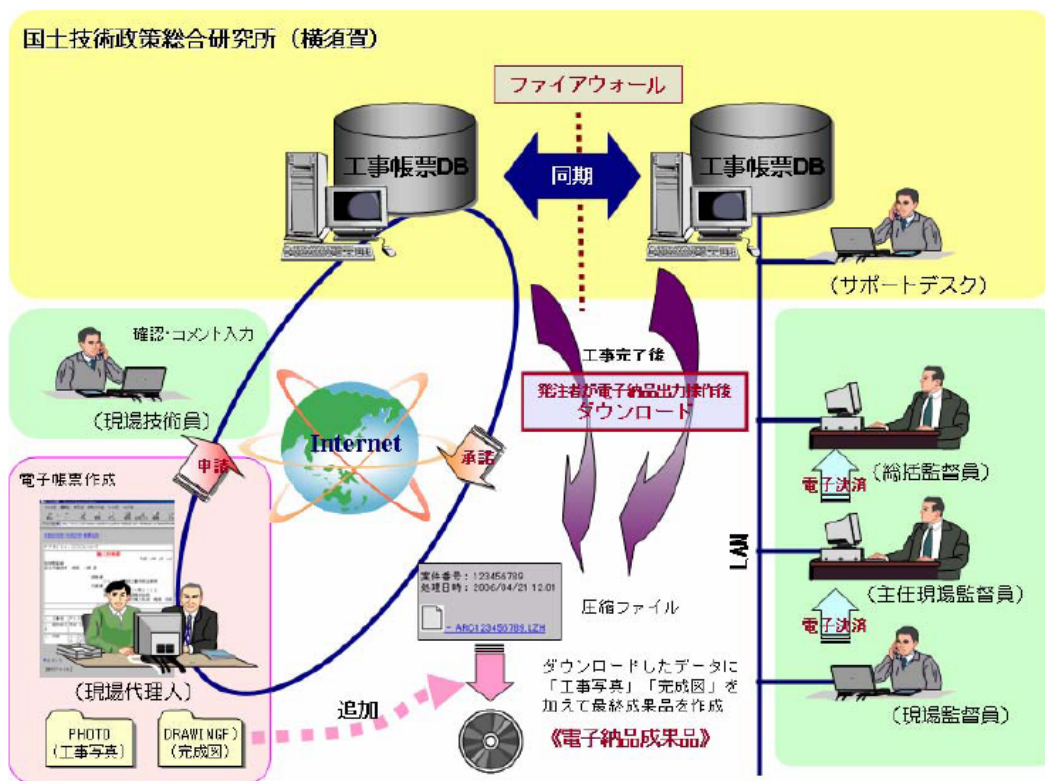 国土技術政策総合研究所（横須賀）
ファイアウォール
工事帳票DB
同期
工事帳票DB
（サポートデスク）
確認・コメント入力
（現場技術員）
工事完了後
発注者が電子納品出力操作後
ダウンロード
Internet
申請
承諾
電子帳票作成
（現場代理人）
PHOTO
（工事写真）
DRAWINGF）
（完成図）
追加
案件番号：123456789
処理日時：2006/04/21 12:01
- ARC123456789.LZH
圧縮ファイル
ダウンロードしたデータに
「工事写真」「完成図」を
加えて最終成果品を作成
《電子納品成果品》
LAN
（総括監督員）
電子決済
（主任現場監督員）
電子決済
（現場監督員）